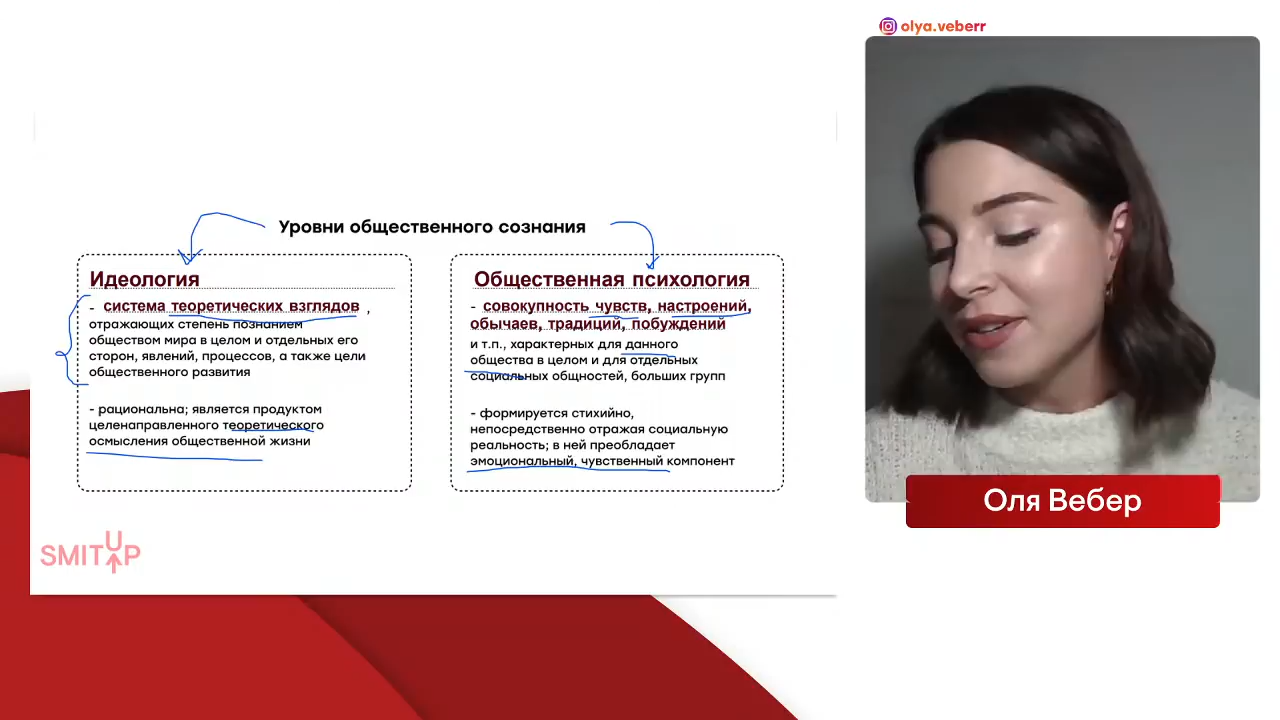 olya.veberr
Уровни общественного сознания
Идеология
- система теоретических взглядов ,
отражающих степень познанием
обществом мира в целом и отдельных его
сторон, явлений, процессов, а также цели
общественного развития
- рациональна; является продуктом
целенаправленного теоретического
осмысления общественной жизни
Общественная психология
- совокупность чувств, настроений,
обычаев, традиций, побуждений
и т.п., характерных для данного
общества в целом и для отдельных
социальных общностей, больших групп
- формируется стихийно,
непосредственно отражая социальную
реальность; в ней преобладает
эмоциональный, чувственный компонент
SMITUP
Оля Вебер